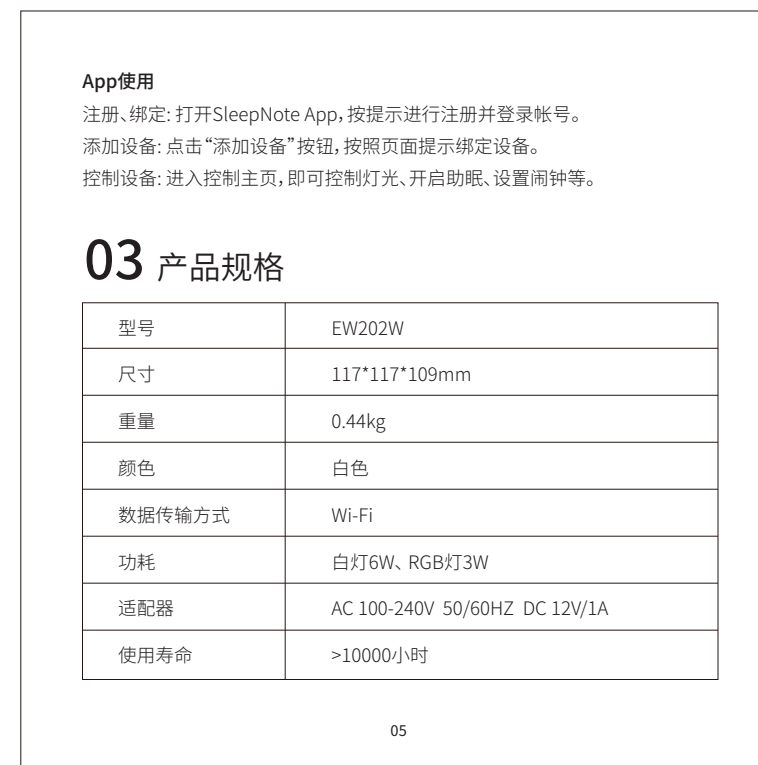 App使用
注册、绑定: 打开SleepNote App，按提示进行注册并登录帐号。
添加设备: 点击“添加设备”按钮，按照页面提示绑定设备。
控制设备: 进入控制主页，即可控制灯光、开启助眠、设置闹钟等。
03 产品规格
型号 EW202W
尺寸 117*117*109mm
重量 0.44kg
颜色 白色
数据传输方式 Wi-Fi
功耗 白灯6W、RGB灯3W
适配器 AC 100-240V 50/60HZ DC 12V/1A
使用寿命 >10000小时
05